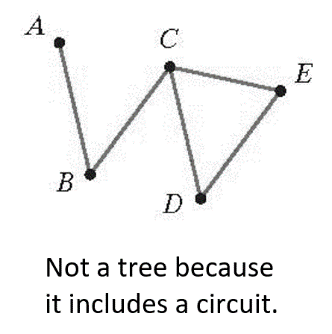 A
C
E
B
D
Not a tree because
it includes a circuit.